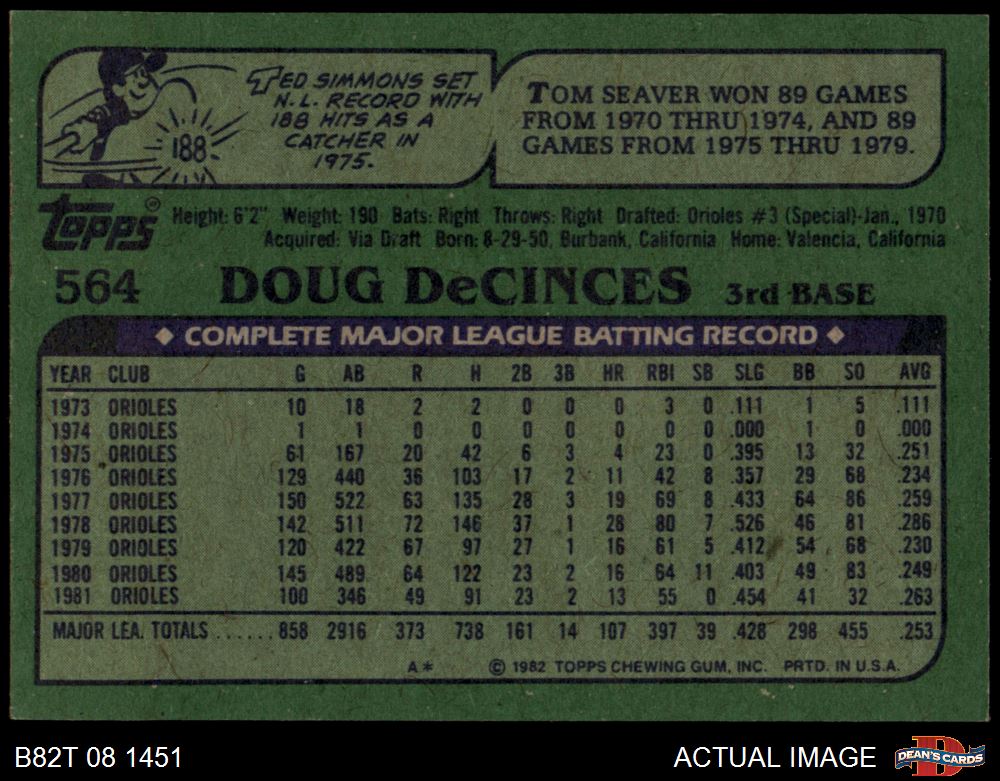 TED SIMMONS SET
N.L. RECORD WITH
188 HITS AS A
CATCHER IN
1975.
188
TOM SEAVER WON 89 GAMES
FROM 1970 THRU 1974, AND 89
GAMES FROM 1975 THRU 1979.
topps® Height: 6'2" Weight: 190 Bats: Right Throws: Right Drafted: Orioles #3 (Special)-Jan., 1970
Acquired: Via Draft Born: 8-29-50, Burbank, California Home: Valencia, California
564 DOUG DeCINCES 3rd BASE
◆ COMPLETE MAJOR LEAGUE BATTING RECORD ◆
YEAR CLUB G AB R H 2B 3B HR RBI SB SLG BB SO AVG
1973 ORIOLES 10 18 2 2 0 0 0 3 0 .111 1 5 .111
1974 ORIOLES 1 1 0 0 0 0 0 0 0 .000 1 0 .000
1975 ORIOLES 61 167 20 42 6 3 4 23 0 .395 13 32 .251
1976 ORIOLES 129 440 36 103 17 2 11 42 8 .357 29 68 .234
1977 ORIOLES 150 522 63 135 28 3 19 69 8 .433 64 86 .259
1978 ORIOLES 142 511 72 146 37 1 28 80 7 .526 46 81 .286
1979 ORIOLES 120 422 67 97 27 1 16 61 5 .412 54 68 .230
1980 ORIOLES 145 489 64 122 23 2 16 64 11 .403 49 83 .249
1981 ORIOLES 100 346 49 91 23 2 13 55 0 .454 41 32 .263
MAJOR LEA. TOTALS ...... 858 2916 373 738 161 14 107 397 39 .428 298 455 .253
A* © 1982 TOPPS CHEWING GUM, INC. PRTD. IN U.S.A.
B82T 08 1451 ACTUAL IMAGE DEAN'S CARDS